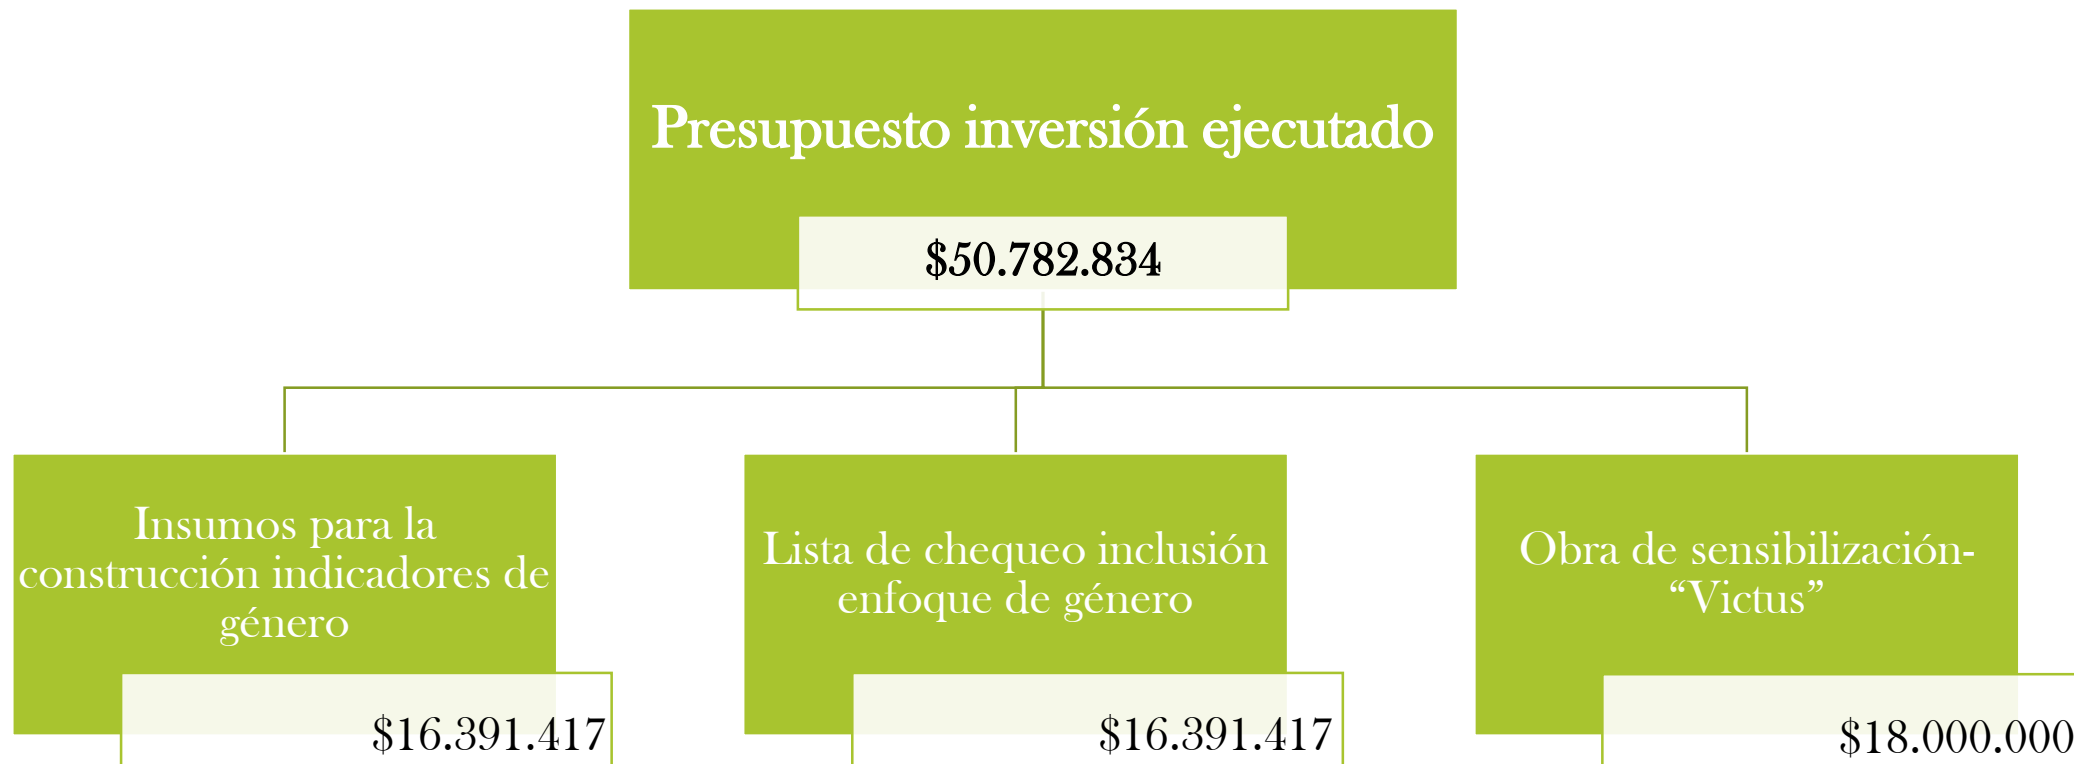 Presupuesto inversión ejecutado
$50.782.834
Insumos para la
construcción indicadores de
género
$16.391.417
Lista de chequeo inclusión
enfoque de género
$16.391.417
Obra de sensibilización-
“Victus”
$18.000.000